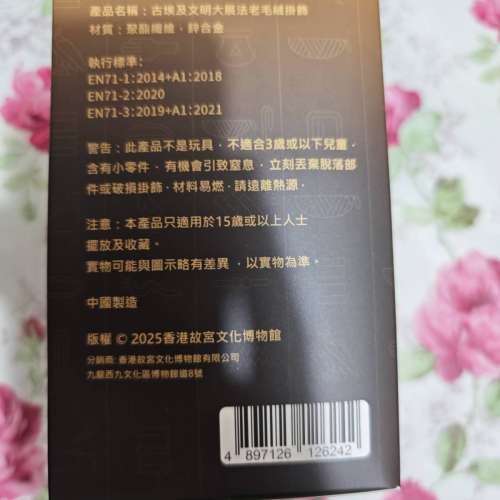 產品名稱：古埃及文明大展法老毛絨掛飾
材質：聚酯纖維，鋅合金
執行標準：
EN71-1:2014+A1:2018
EN71-2:2020
EN71-3:2019+A1:2021
警告：此產品不是玩具，不適合3歲或以下兒童，
含有小零件，有機會引致窒息，立刻丟棄脫落部
件或破損掛飾，材料易燃，請遠離熱源，
注意：本產品只適用於15歲或以上人士
擺放及收藏。
實物可能與圖示略有差異，以實物為準。
中國製造
版權 © 2025香港故宮文化博物館
分銷商: 香港故宮文化博物館有限公司
九龍西九文化區博物館道8號
4 897126 126242